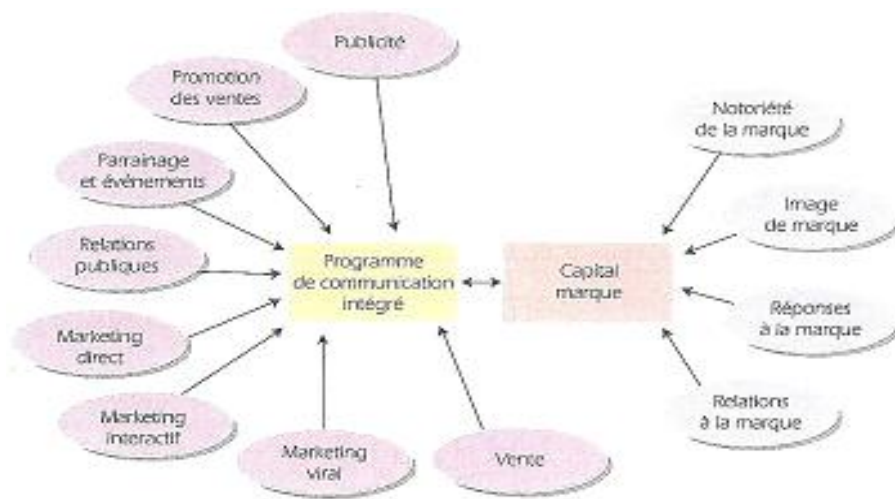 Publicité
Promotion
des ventes
Parrainage
et événements
Relations
publiques
Marketing
direct
Marketing
interactif
Marketing
viral
Vente
Programme
de communication
intégré
Capital
marque
Notoriété
de la marque
Image
de marque
Réponses
à la marque
Relations
à la marque